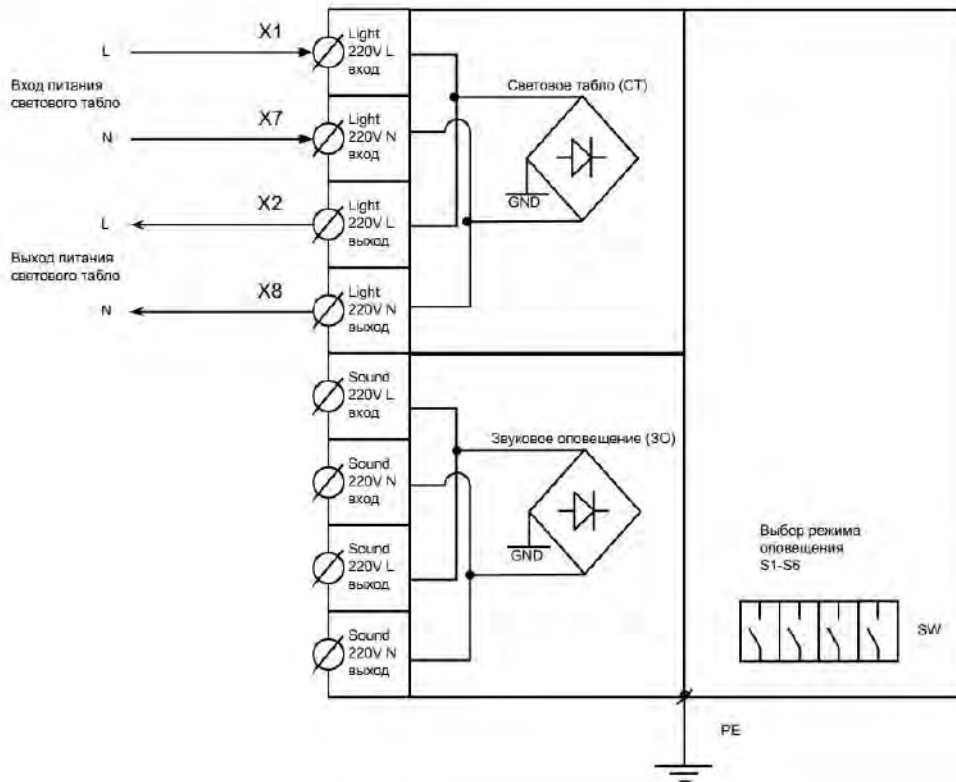 X1
L
Light
220V L
вход
Вход питания
светового табло
X7
N
Light
220V N
вход
X2
L
Light
220V L
выход
Выход питания
светового табло
X8
N
Light
220V N
выход
Световое табло (СТ)
GND
Sound
220V L
вход
Sound
220V N
вход
Sound
220V L
выход
Sound
220V N
выход
Звуковое оповещение (ЗО)
GND
Выбор режима
оповещения
S1-S6
SW
PE